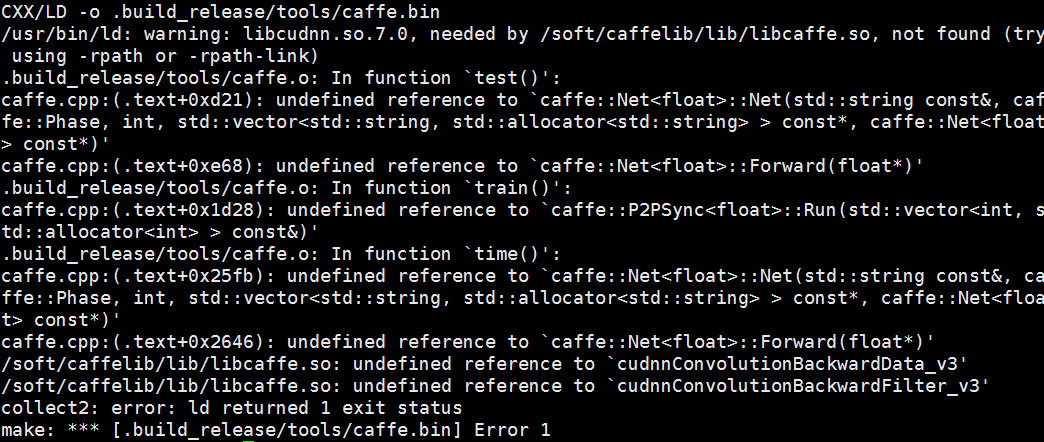 CXX/LD -o .build_release/tools/caffe.bin
/usr/bin/ld: warning: libcudnn.so.7.0, needed by /soft/caffelib/lib/libcaffe.so, not found (try
 using -rpath or -rpath-link)
.build_release/tools/caffe.o: In function `test()':
caffe.cpp:(.text+0xd21): undefined reference to `caffe::Net<float>::Net(std::string const&, caf
fe::Phase, int, std::vector<std::string, std::allocator<std::string> > const*, caffe::Net<float
> const*)'
caffe.cpp:(.text+0xe68): undefined reference to `caffe::Net<float>::Forward(float*)'
.build_release/tools/caffe.o: In function `train()':
caffe.cpp:(.text+0x1d28): undefined reference to `caffe::P2PSync<float>::Run(std::vector<int, s
td::allocator<int> > const&)'
.build_release/tools/caffe.o: In function `time()':
caffe.cpp:(.text+0x25fb): undefined reference to `caffe::Net<float>::Net(std::string const&, ca
ffe::Phase, int, std::vector<std::string, std::allocator<std::string> > const*, caffe::Net<floa
t> const*)'
caffe.cpp:(.text+0x2646): undefined reference to `caffe::Net<float>::Forward(float*)'
/soft/caffelib/lib/libcaffe.so: undefined reference to `cudnnConvolutionBackwardData_v3'
/soft/caffelib/lib/libcaffe.so: undefined reference to `cudnnConvolutionBackwardFilter_v3'
collect2: error: ld returned 1 exit status
make: *** [.build_release/tools/caffe.bin] Error 1